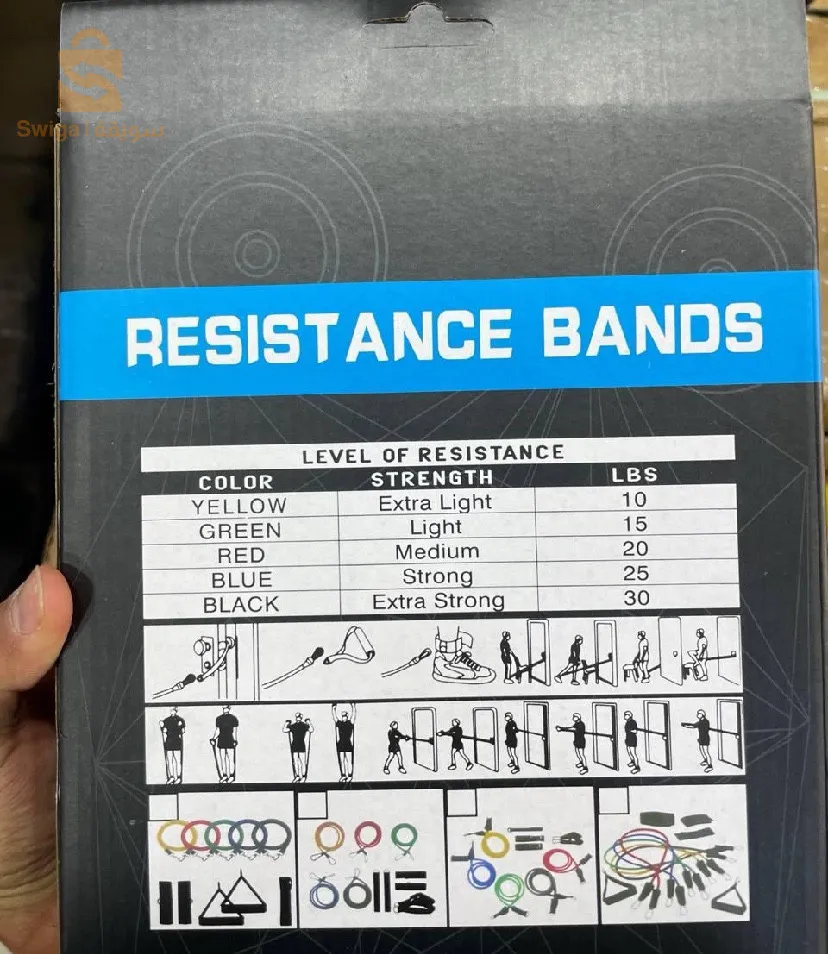 Swiga | سويقة
RESISTANCE BANDS
LEVEL OF RESISTANCE
COLOR STRENGTH LBS
YELLOW Extra Light 10
GREEN Light 15
RED Medium 20
BLUE Strong 25
BLACK Extra Strong 30